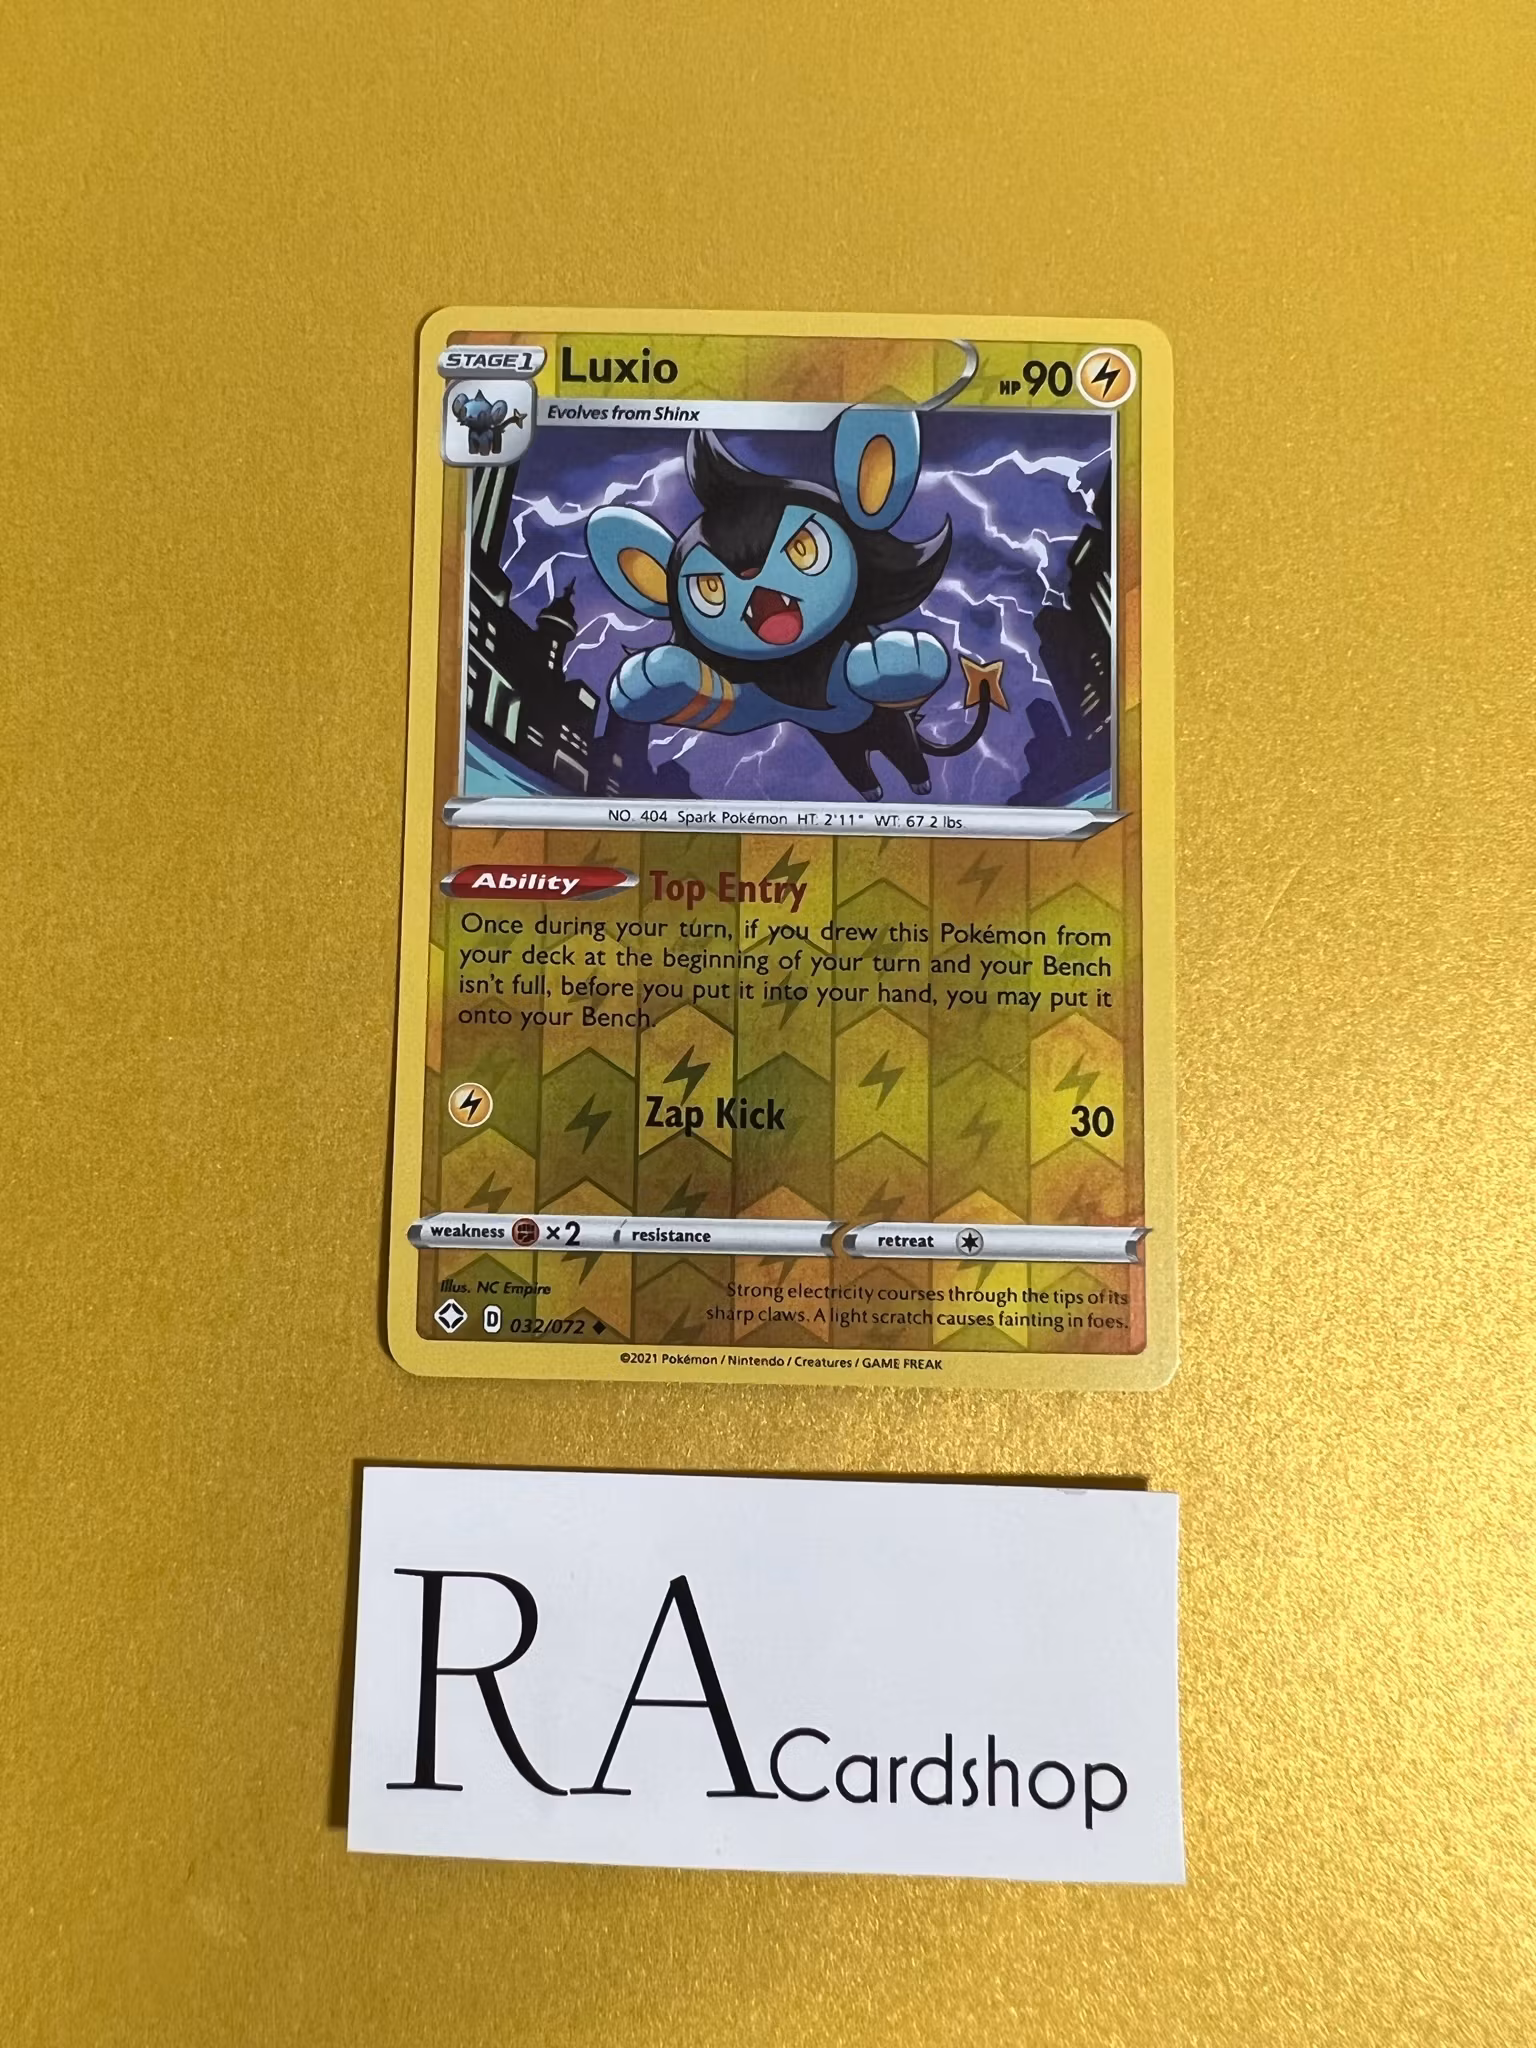 STAGE1 Luxio HP 90
Evolves from Shinx
NO. 404 Spark Pokémon HT: 2'11" WT: 67.2 lbs.
Ability Top Entry
Once during your turn, if you drew this Pokémon from
your deck at the beginning of your turn and your Bench
isn't full, before you put it into your hand, you may put it
onto your Bench.
Zap Kick 30
weakness ×2 resistance retreat
Illus. NC Empire
Strong electricity courses through the tips of its
sharp claws. A light scratch causes fainting in foes.
D 032/072
©2021 Pokémon / Nintendo / Creatures / GAME FREAK
RA Cardshop